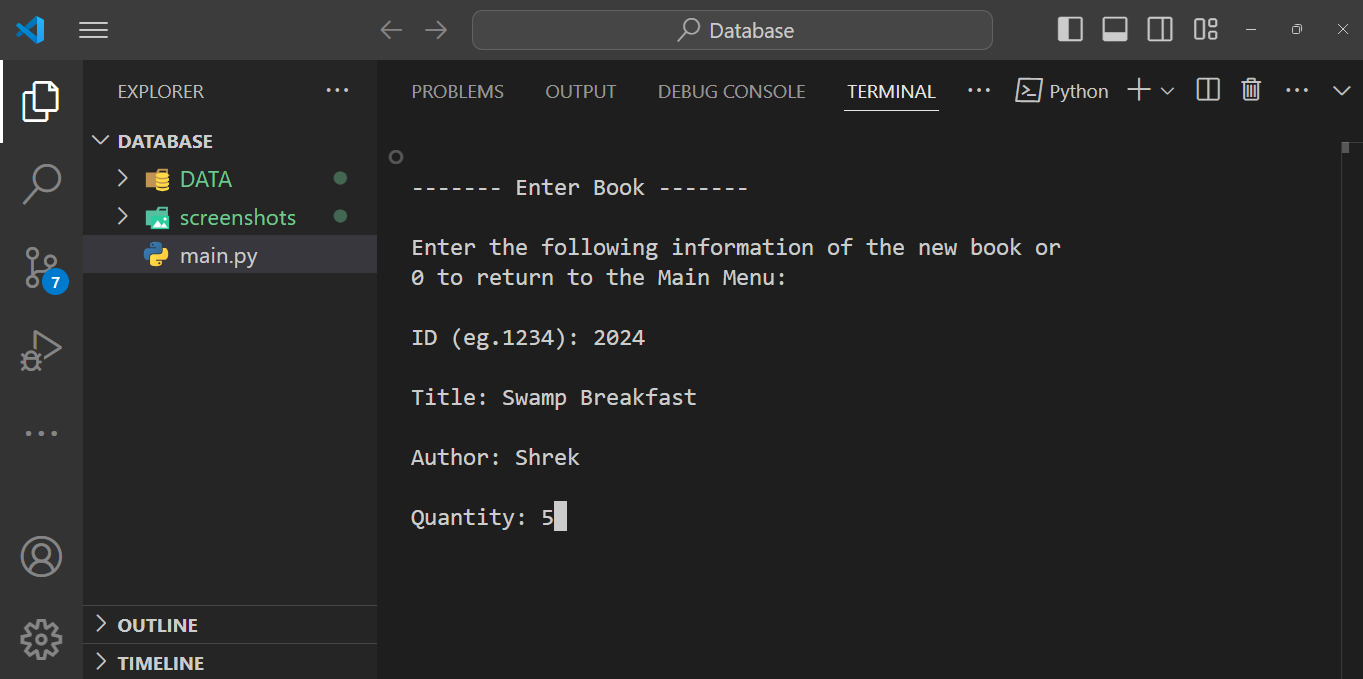 Database
EXPLORER
DATABASE
DATA
screenshots
main.py
7
OUTLINE
TIMELINE
PROBLEMS OUTPUT DEBUG CONSOLE TERMINAL Python
------- Enter Book -------
Enter the following information of the new book or
0 to return to the Main Menu:
ID (eg.1234): 2024
Title: Swamp Breakfast
Author: Shrek
Quantity: 5